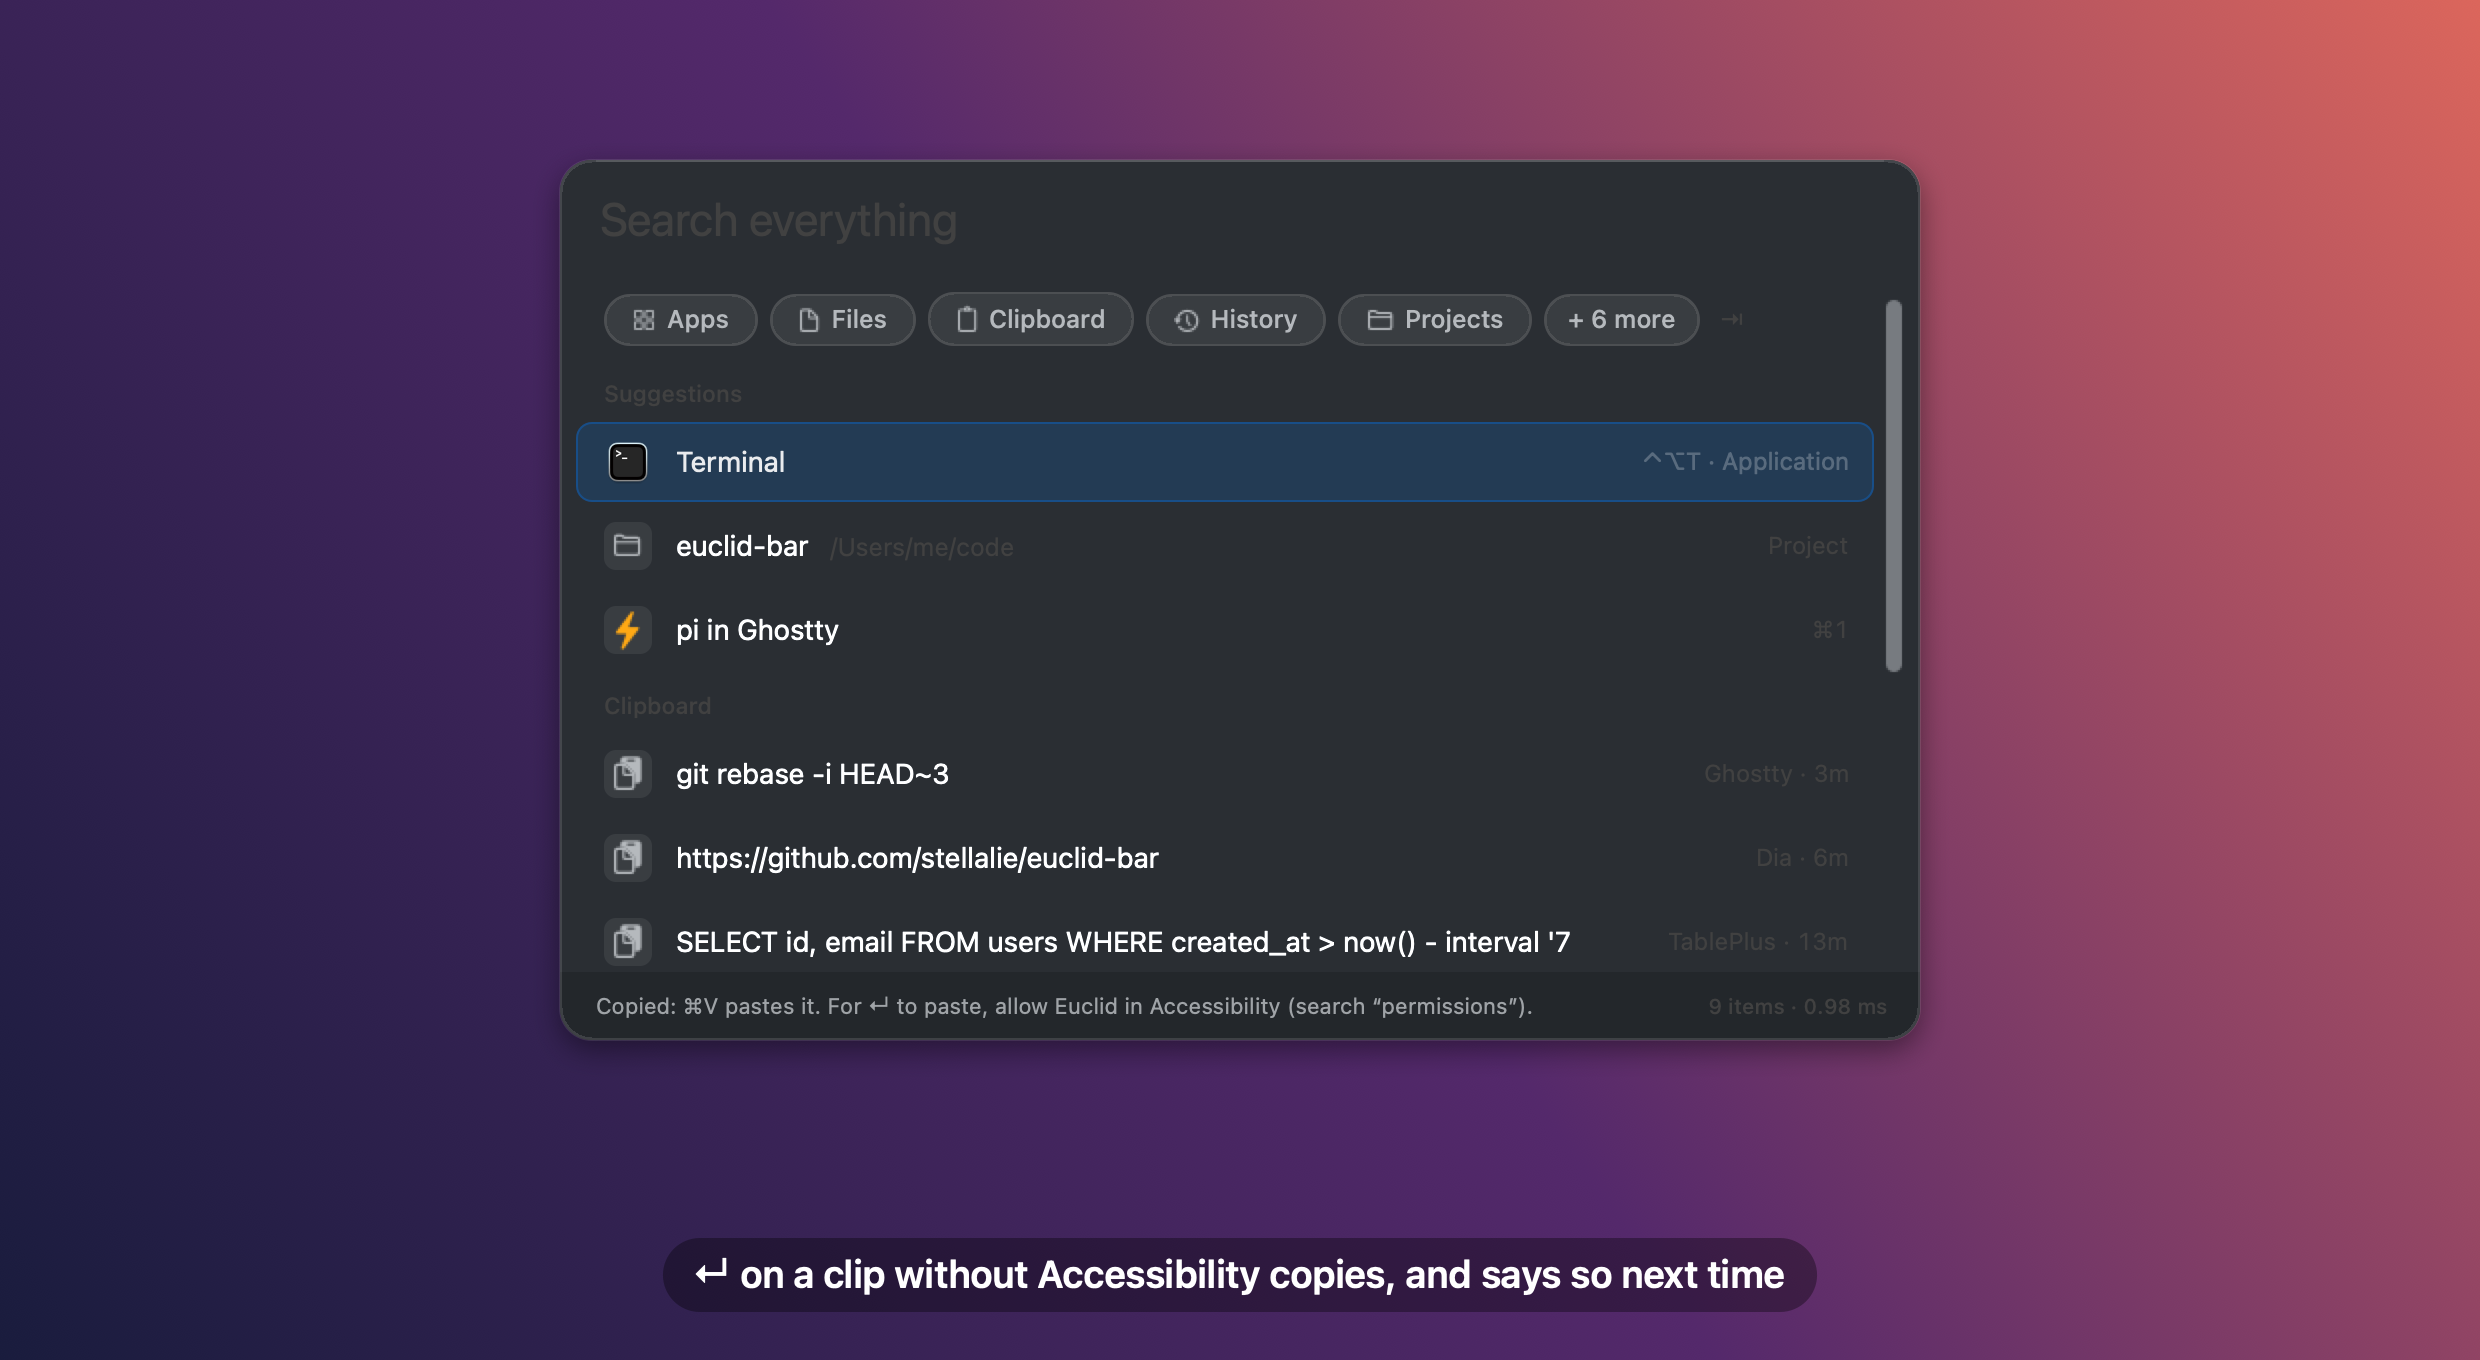 Search everything
Apps Files Clipboard History Projects + 6 more ⇥
Suggestions
>_ Terminal ⌃⌥T · Application
euclid-bar /Users/me/code Project
pi in Ghostty ⌘1
Clipboard
git rebase -i HEAD~3 Ghostty · 3m
https://github.com/stellalie/euclid-bar Dia · 6m
SELECT id, email FROM users WHERE created_at > now() - interval '7 TablePlus · 13m
Copied: ⌘V pastes it. For ↵ to paste, allow Euclid in Accessibility (search “permissions”). 9 items · 0.98 ms
↵ on a clip without Accessibility copies, and says so next time